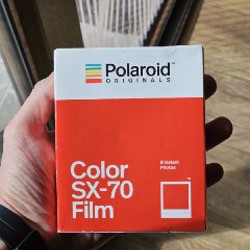 Polaroid
ORIGINALS
Color
SX-70
Film
8 Instant
Photos